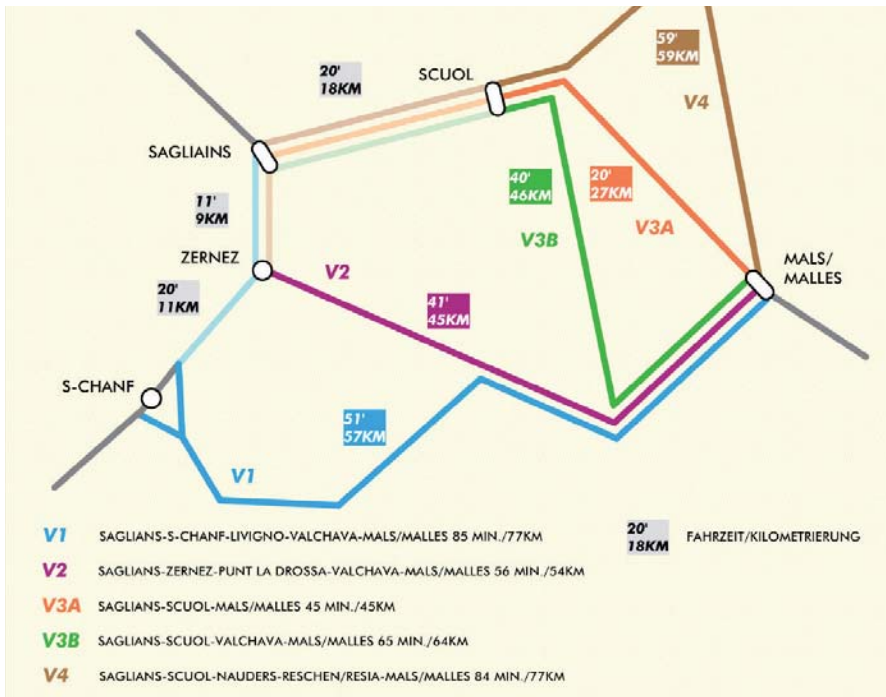 59'
59KM
20'
18KM
SCUOL
V4
SAGLIAINS
40'
46KM
20'
27KM
11'
9KM
V3B
V3A
ZERNEZ
V2
MALS/
MALLES
20'
11KM
41'
45KM
S-CHANF
51'
57KM
V1
V1 SAGLIANS-S-CHANF-LIVIGNO-VALCHAVA-MALS/MALLES 85 MIN./77KM
20'
18KM
FAHRZEIT/KILOMETRIERUNG
V2 SAGLIANS-ZERNEZ-PUNT LA DROSSA-VALCHAVA-MALS/MALLES 56 MIN./54KM
V3A SAGLIANS-SCUOL-MALS/MALLES 45 MIN./45KM
V3B SAGLIANS-SCUOL-VALCHAVA-MALS/MALLES 65 MIN./64KM
V4 SAGLIANS-SCUOL-NAUDERS-RESCHEN/RESIA-MALS/MALLES 84 MIN./77KM